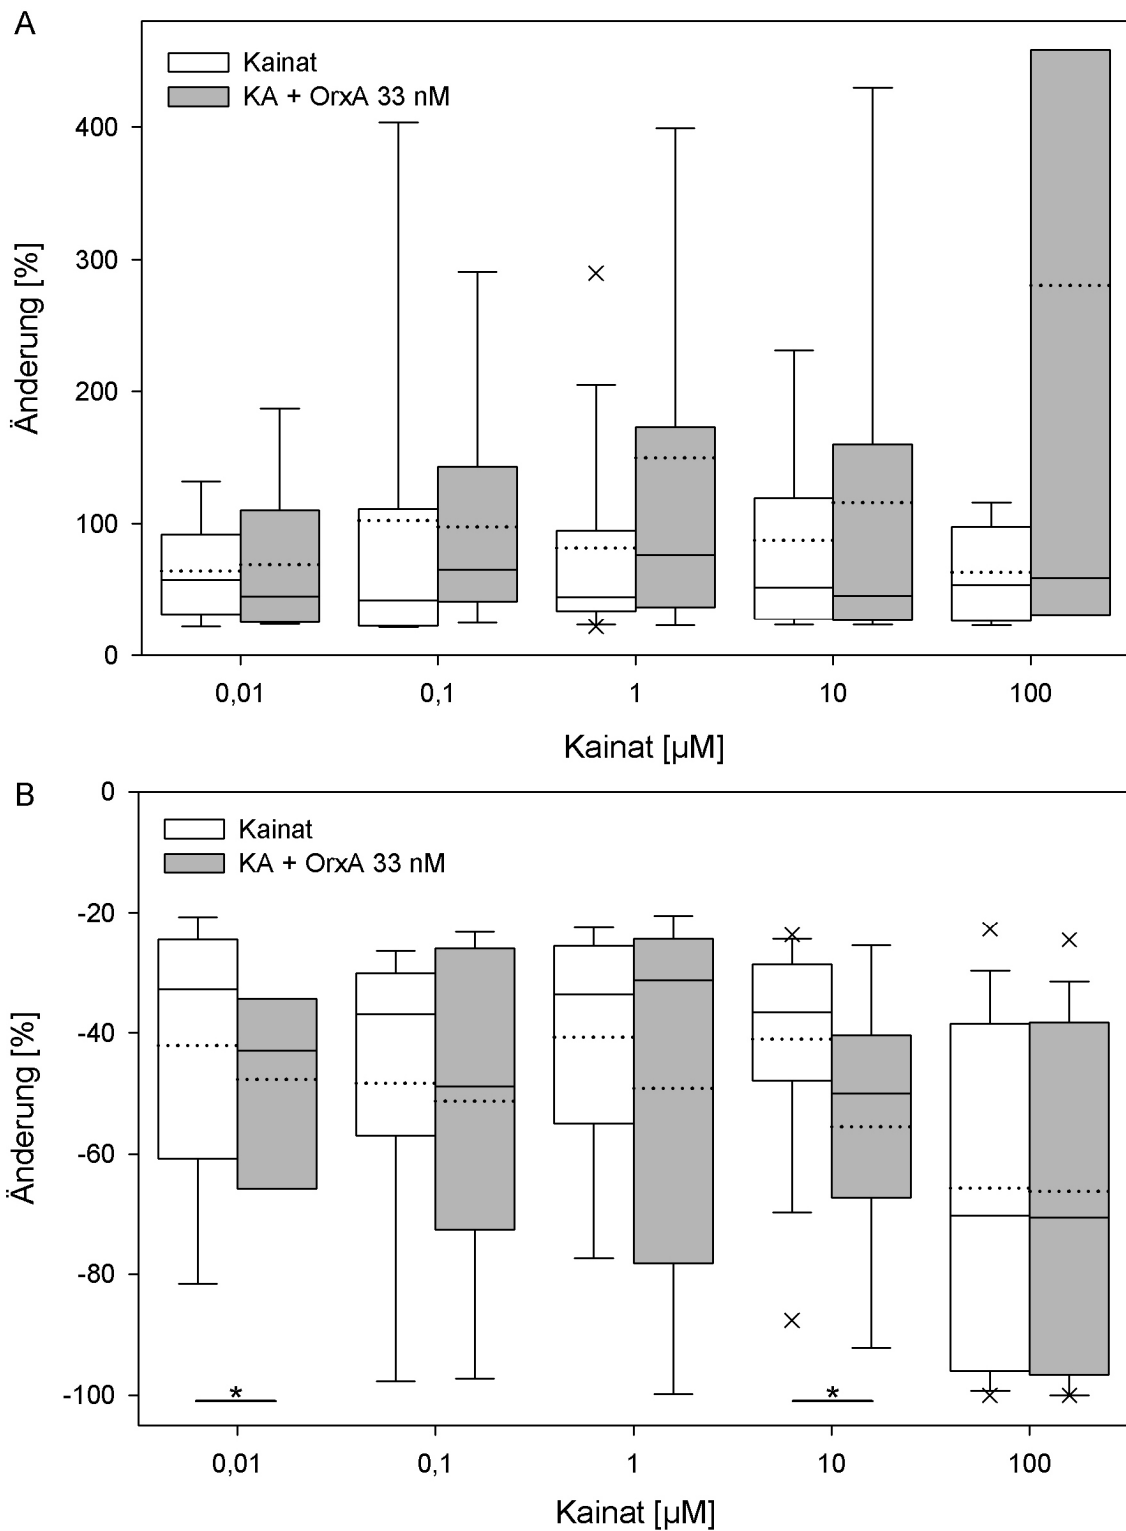 A
Kainat
KA + OrxA 33 nM
400
300
200
100
0
Änderung [%]
0,01 0,1 1 10 100
Kainat [µM]
B
Kainat
KA + OrxA 33 nM
0
-20
-40
-60
-80
-100
Änderung [%]
* *
0,01 0,1 1 10 100
Kainat [µM]